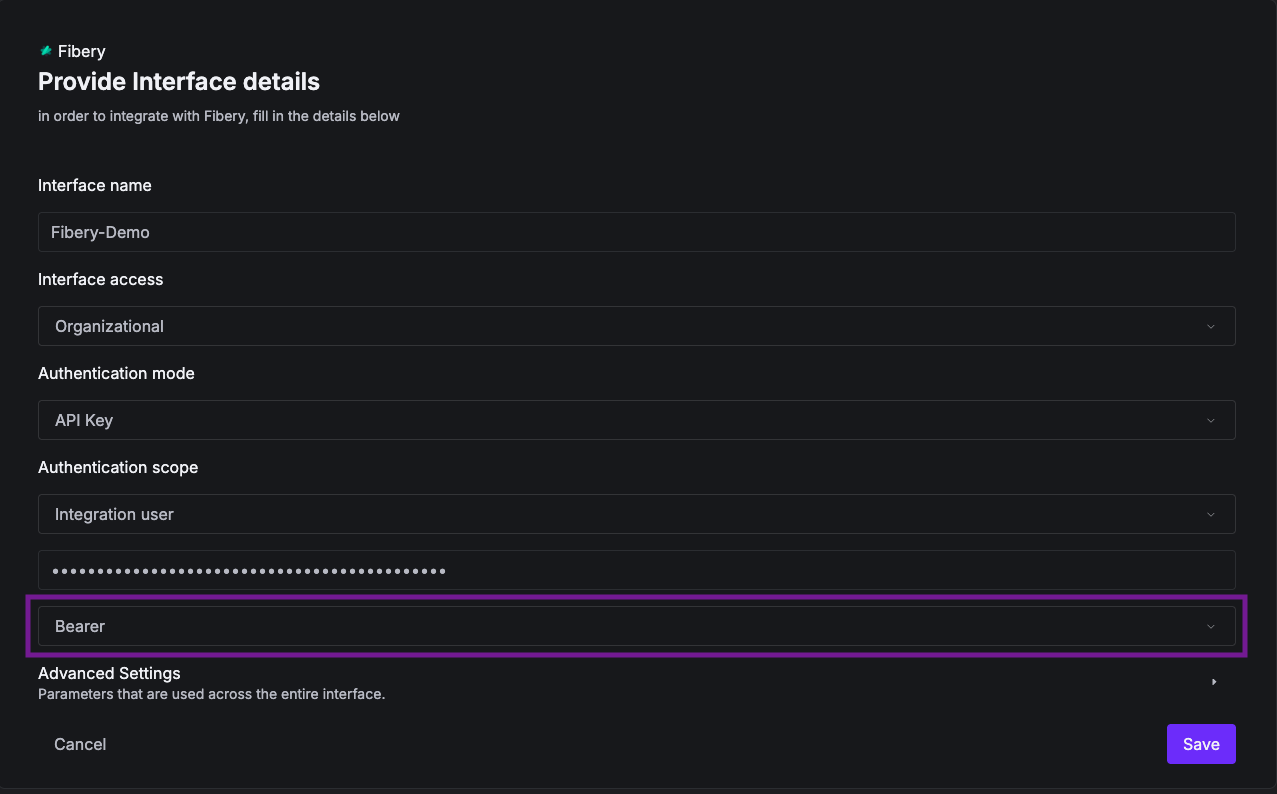 Fibery
Provide Interface details
in order to integrate with Fibery, fill in the details below
Interface name
Fibery-Demo
Interface access
Organizational
Authentication mode
API Key
Authentication scope
Integration user
••••••••••••••••••••••••••••••••••••••••••••
Bearer
Advanced Settings
Parameters that are used across the entire interface.
Cancel
Save